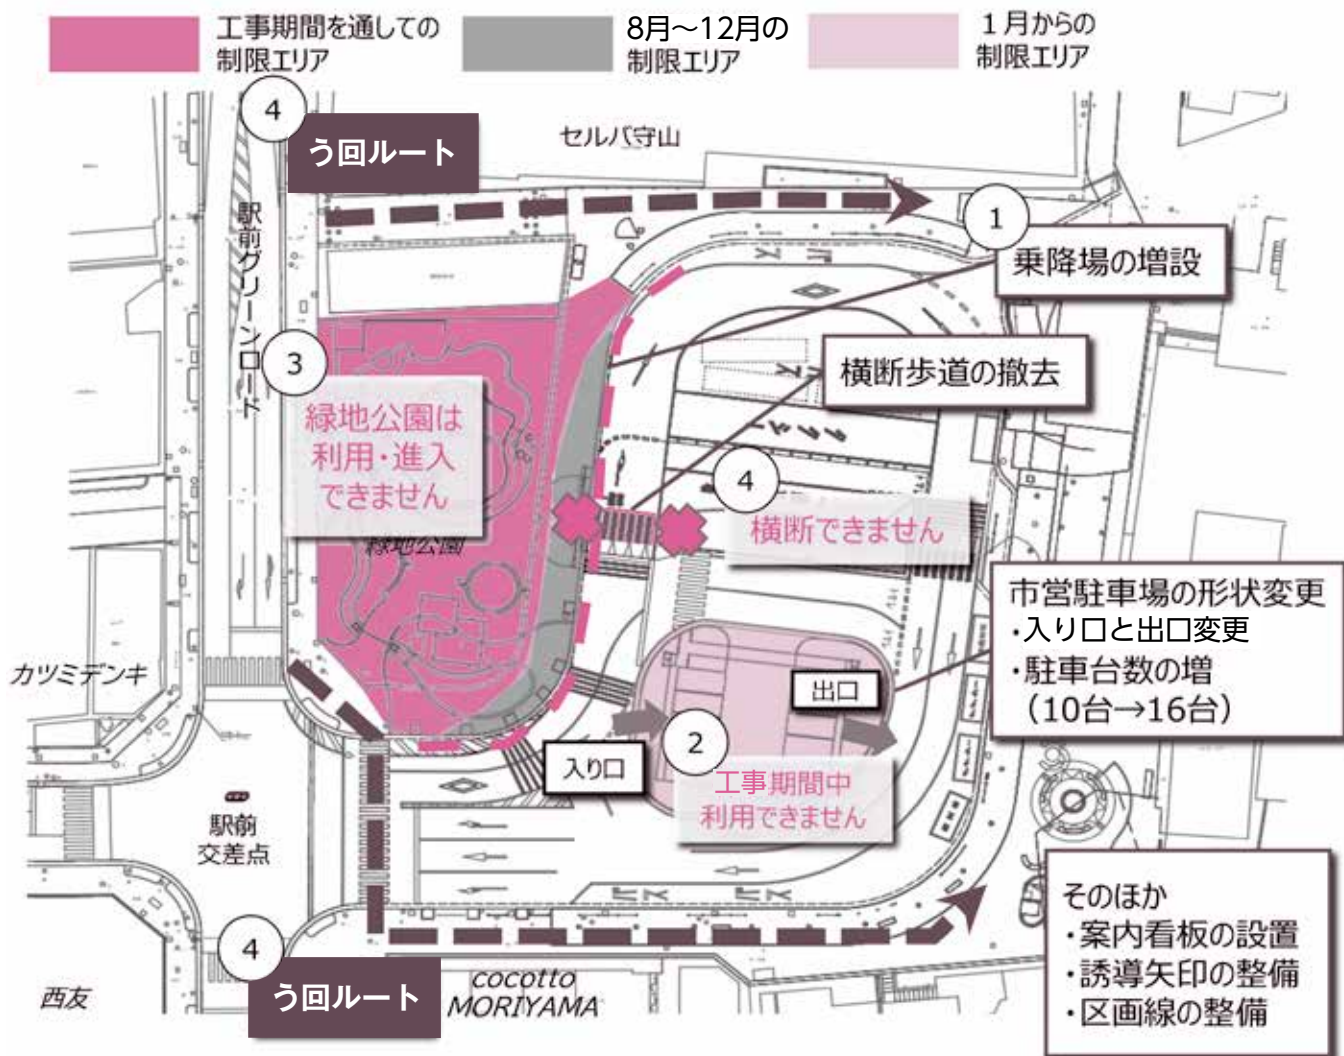 工事期間を通しての
制限エリア
8月～12月の
制限エリア
1月からの
制限エリア
4
う回ルート
セルバ守山
駅前グリーンロード
1
乗降場の増設
横断歩道の撤去
3
緑地公園は
利用・進入
できません
緑地公園
4
横断できません
タクシー
バス
市営駐車場の形状変更
・入り口と出口変更
・駐車台数の増
（10台→16台）
カツミデンキ
出口
入り口
2
工事期間中
利用できません
駅前
交差点
そのほか
・案内看板の設置
・誘導矢印の整備
・区画線の整備
4
う回ルート
西友
cocotto
MORIYAMA